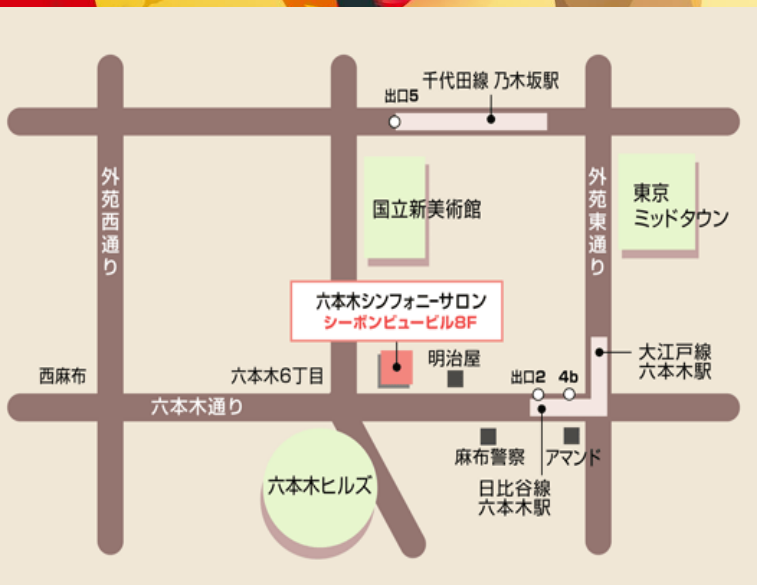 千代田線 乃木坂駅
出口5
外苑西通り
外苑東通り
国立新美術館
東京
ミッドタウン
六本木シンフォニーサロン
シーボンビュービル8F
明治屋
大江戸線
六本木駅
西麻布
六本木6丁目
出口2
4b
六本木通り
麻布警察
アマンド
六本木ヒルズ
日比谷線
六本木駅